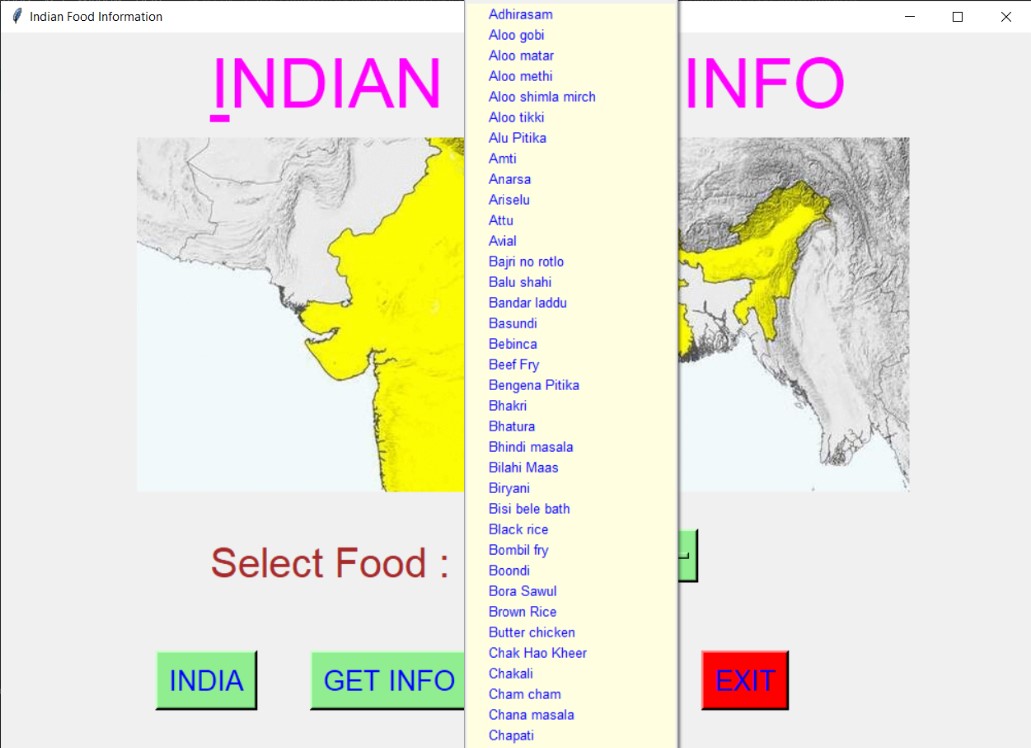 Indian Food Information
INDIAN INFO
Adhirasam
Aloo gobi
Aloo matar
Aloo methi
Aloo shimla mirch
Aloo tikki
Alu Pitika
Amti
Anarsa
Ariselu
Attu
Avial
Bajri no rotlo
Balu shahi
Bandar laddu
Basundi
Bebinca
Beef Fry
Bengena Pitika
Bhakri
Bhatura
Bhindi masala
Bilahi Maas
Biryani
Bisi bele bath
Black rice
Bombil fry
Boondi
Bora Sawul
Brown Rice
Butter chicken
Chak Hao Kheer
Chakali
Cham cham
Chana masala
Chapati
Select Food :
INDIA GET INFO EXIT